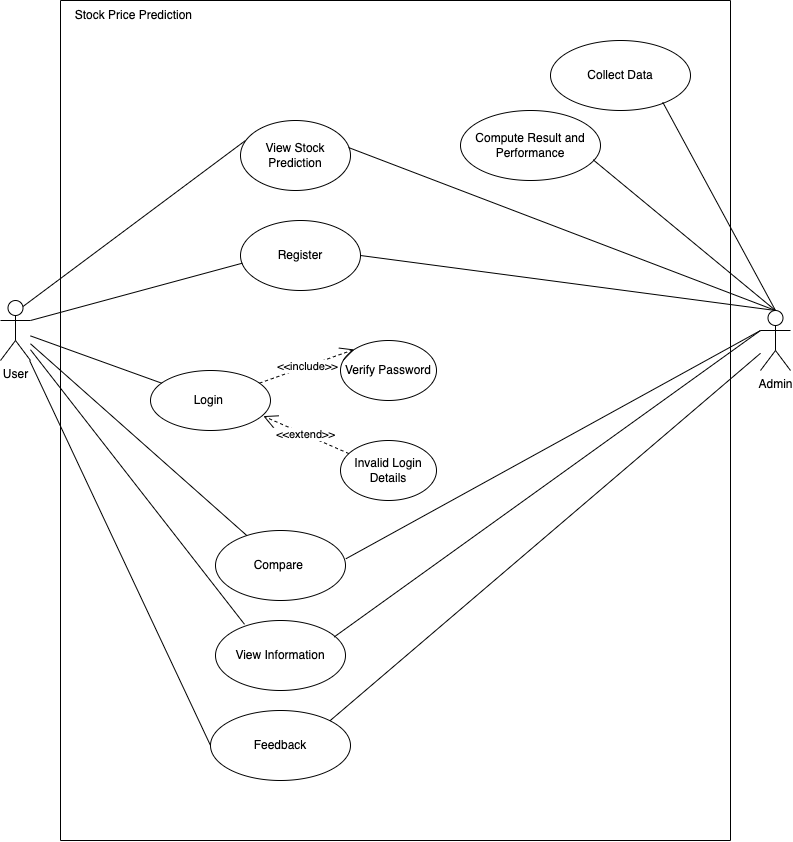 Stock Price Prediction
Collect Data
Compute Result and
Performance
View Stock
Prediction
Register
User
Admin
<<include>>
Verify Password
Login
<<extend>>
Invalid Login
Details
Compare
View Information
Feedback